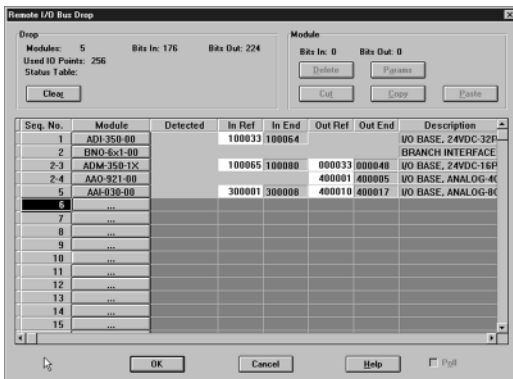 Remote I/O Bus Drop
Drop
Modules: 5 Bits In: 176 Bits Out: 224
Used IO Points: 256
Status Table:
Clear
Module
Bits In: 0 Bits Out: 0
Delete Params
Cut Copy Paste
Seq. No. Module Detected In Ref In End Out Ref Out End Description
1 ADI-350-00 100033 100064 I/O BASE, 24VDC-32P
2 BNO-6x1-00 BRANCH INTERFACE
2-3 ADM-350-1X 100065 100080 000033 000048 I/O BASE, 24VDC-16P
2-4 AAO-921-00 400001 400005 I/O BASE, ANALOG-4C
5 AAI-030-00 300001 300008 400010 400017 I/O BASE, ANALOG-8C
6 ...
7 ...
8 ...
9 ...
10 ...
11 ...
12 ...
13 ...
14 ...
15 ...
OK Cancel Help Poll